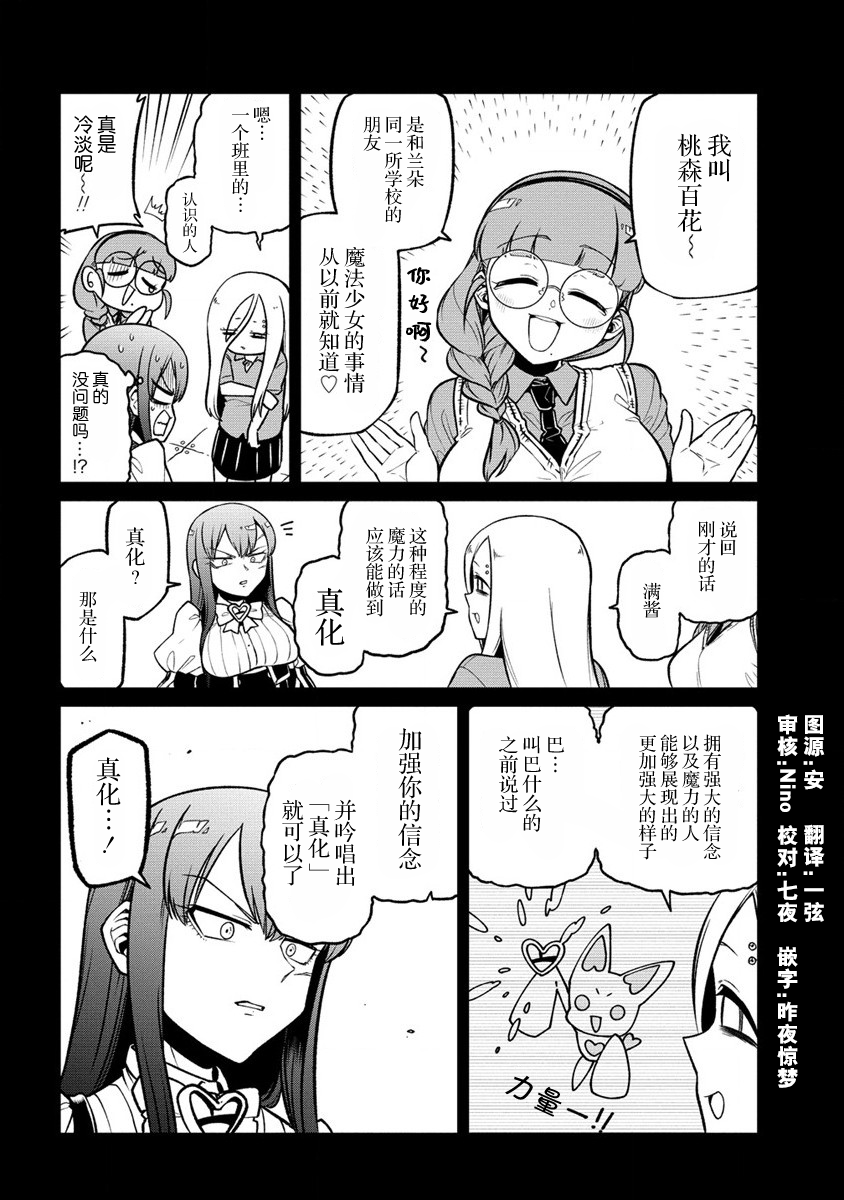 我叫
桃森百花～
是和兰朵
同一所学校的
朋友
魔法少女的事情
从以前就知道♡
你好啊～
嗯…
一个班里的…
认识的人
真是
冷淡呢～!!
真的
没问题吗…!?
说回
刚才的话
满酱
这种程度的
魔力的话
应该能做到
真化
真化？
那是什么
拥有强大的信念
以及魔力的人
能够展现出的
更加强大的样子
巴…
叫巴什么的
之前说过
力量—!!
加强你的信念
并吟唱出
「真化」
就可以了
真化…！
图源：安 翻译：一弦
审核：Nino 校对：七夜 嵌字：昨夜惊梦